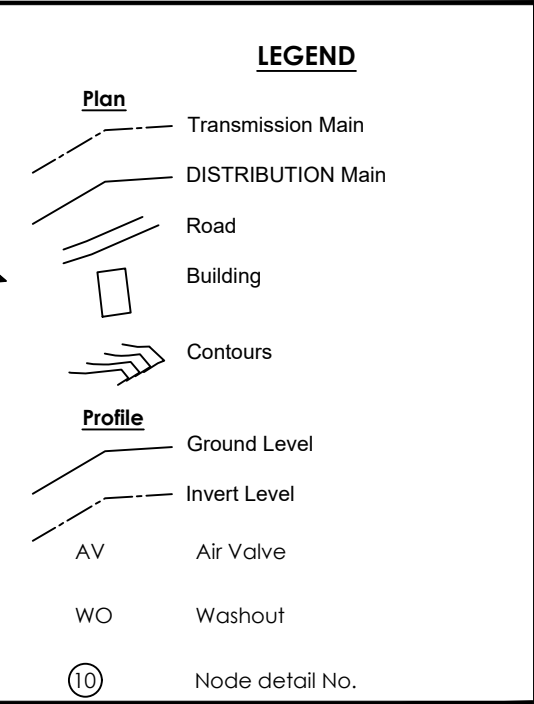 LEGEND
Plan
Transmission Main
DISTRIBUTION Main
Road
Building
Contours
Profile
Ground Level
Invert Level
AV Air Valve
WO Washout
10 Node detail No.